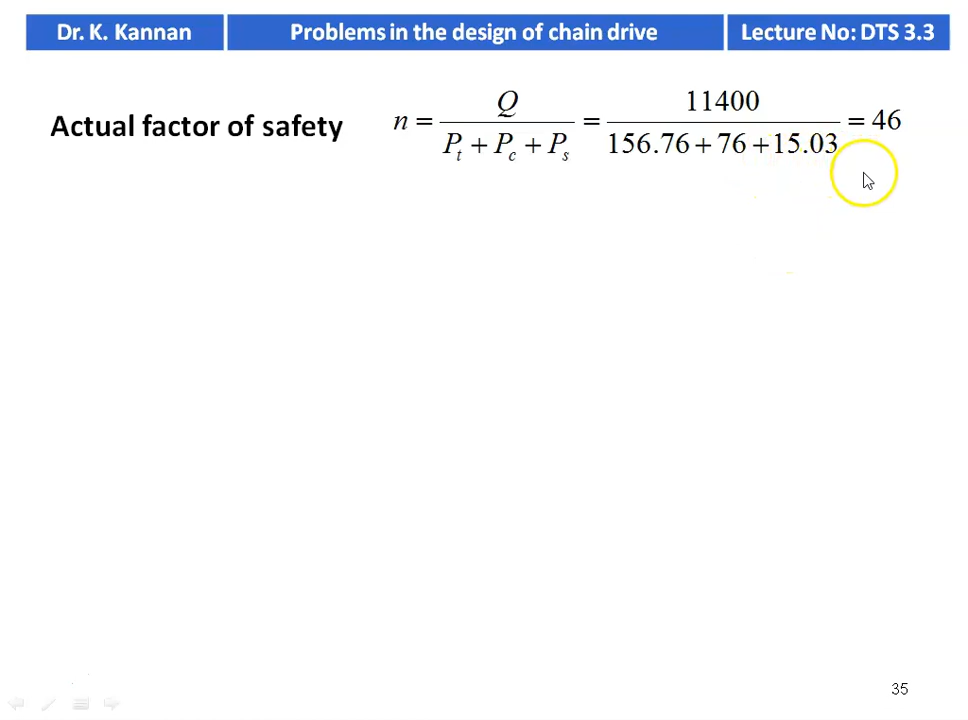 Dr. K. Kannan Problems in the design of chain drive Lecture No: DTS 3.3
Actual factor of safety n = Q / (P_t + P_c + P_s) = 11400 / (156.76 + 76 + 15.03) = 46
35